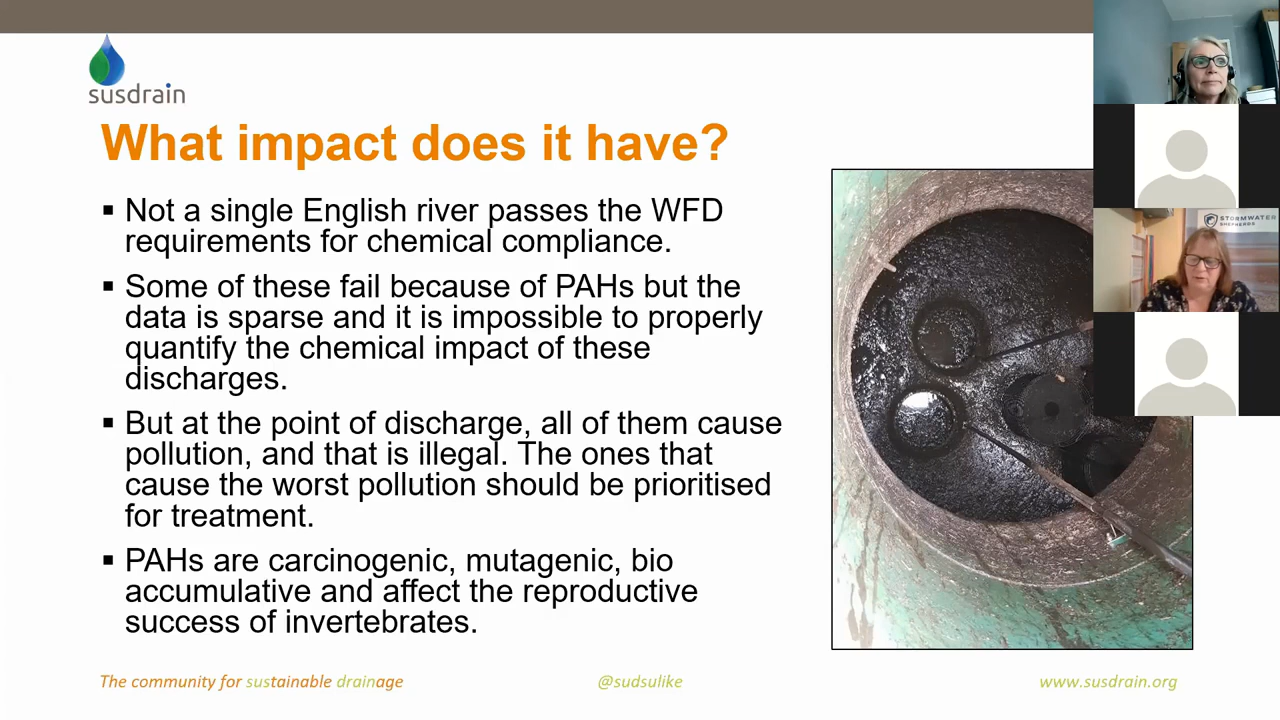 susdrain
What impact does it have?
▪ Not a single English river passes the WFD
requirements for chemical compliance.
▪ Some of these fail because of PAHs but the
data is sparse and it is impossible to properly
quantify the chemical impact of these
discharges.
▪ But at the point of discharge, all of them cause
pollution, and that is illegal. The ones that
cause the worst pollution should be prioritised
for treatment.
▪ PAHs are carcinogenic, mutagenic, bio
accumulative and affect the reproductive
success of invertebrates.
STORMWATER
SHEPHERDS
The community for sustainable drainage
@sudsulike
www.susdrain.org